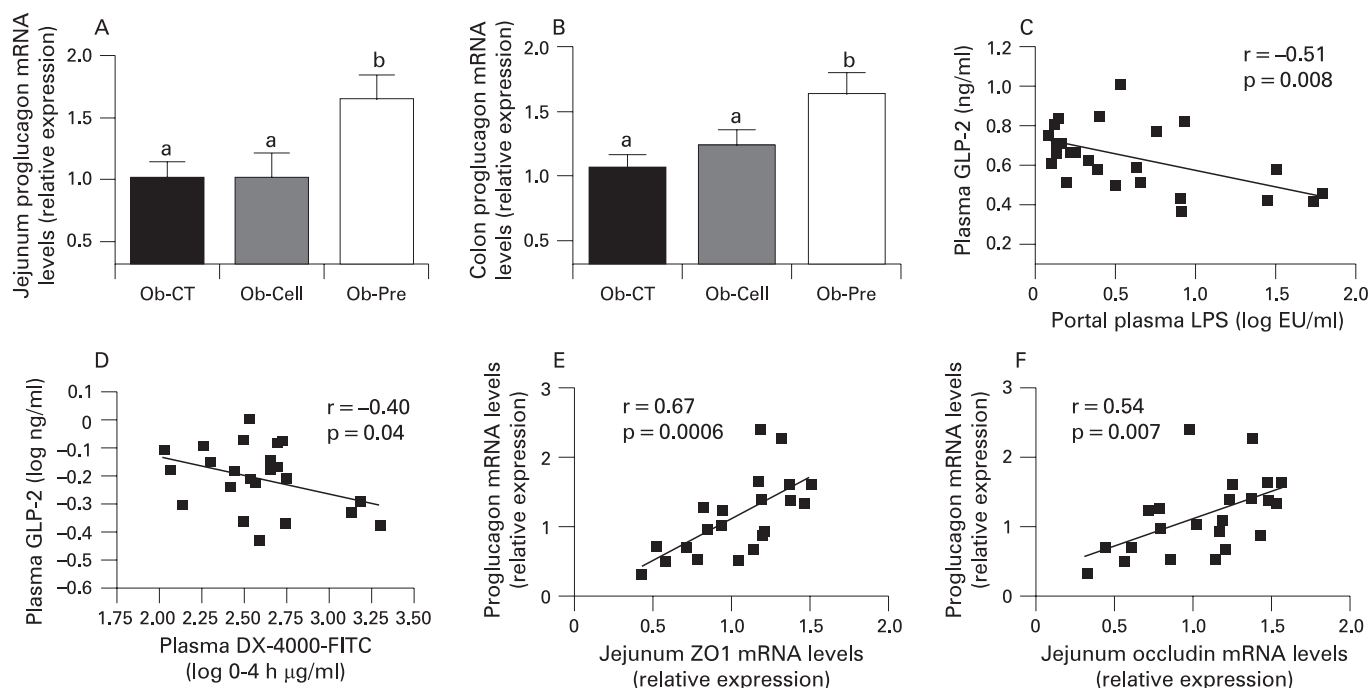 A
Jejunum proglucagon mRNA
levels (relative expression)
2.0
1.5
1.0
0.5
a
a
b
Ob-CT
Ob-Cell
Ob-Pre
B
Colon proglucagon mRNA
levels (relative expression)
2.0
1.5
1.0
0.5
a
a
b
Ob-CT
Ob-Cell
Ob-Pre
C
Plasma GLP-2 (ng/ml)
1.2
1.0
0.8
0.6
0.4
0.2
r = –0.51
p = 0.008
0 0.5 1.0 1.5 2.0
Portal plasma LPS (log EU/ml)
D
Plasma GLP-2 (log ng/ml)
0.1
0
–0.1
–0.2
–0.3
–0.4
–0.5
–0.6
r = –0.40
p = 0.04
1.75 2.00 2.25 2.50 2.75 3.00 3.25 3.50
Plasma DX-4000-FITC
(log 0-4 h μg/ml)
E
Proglucagon mRNA levels
(relative expression)
3
2
1
0
r = 0.67
p = 0.0006
0 0.5 1.0 1.5 2.0
Jejunum ZO1 mRNA levels
(relative expression)
F
Proglucagon mRNA levels
(relative expression)
3
2
1
0
r = 0.54
p = 0.007
0 0.5 1.0 1.5 2.0
Jejunum occludin mRNA levels
(relative expression)